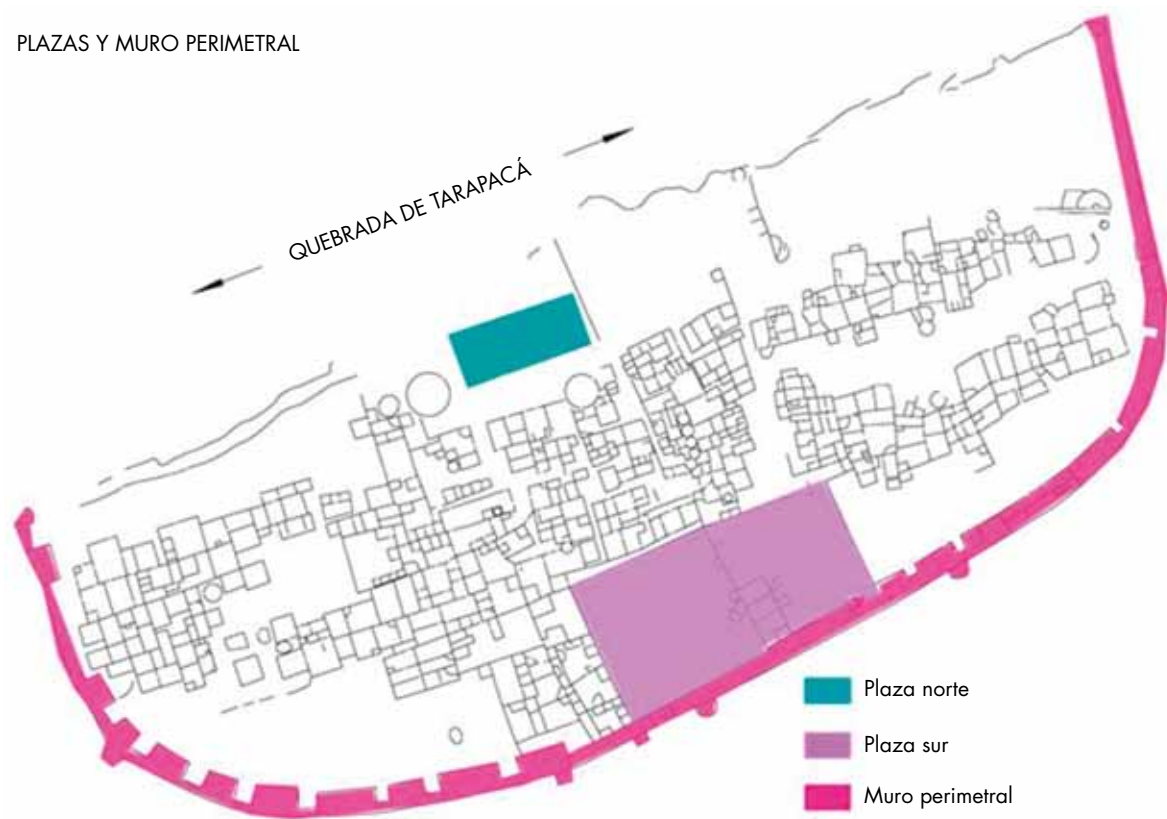 PLAZAS Y MURO PERIMETRAL
QUEBRADA DE TARAPACÁ
Plaza norte
Plaza sur
Muro perimetral